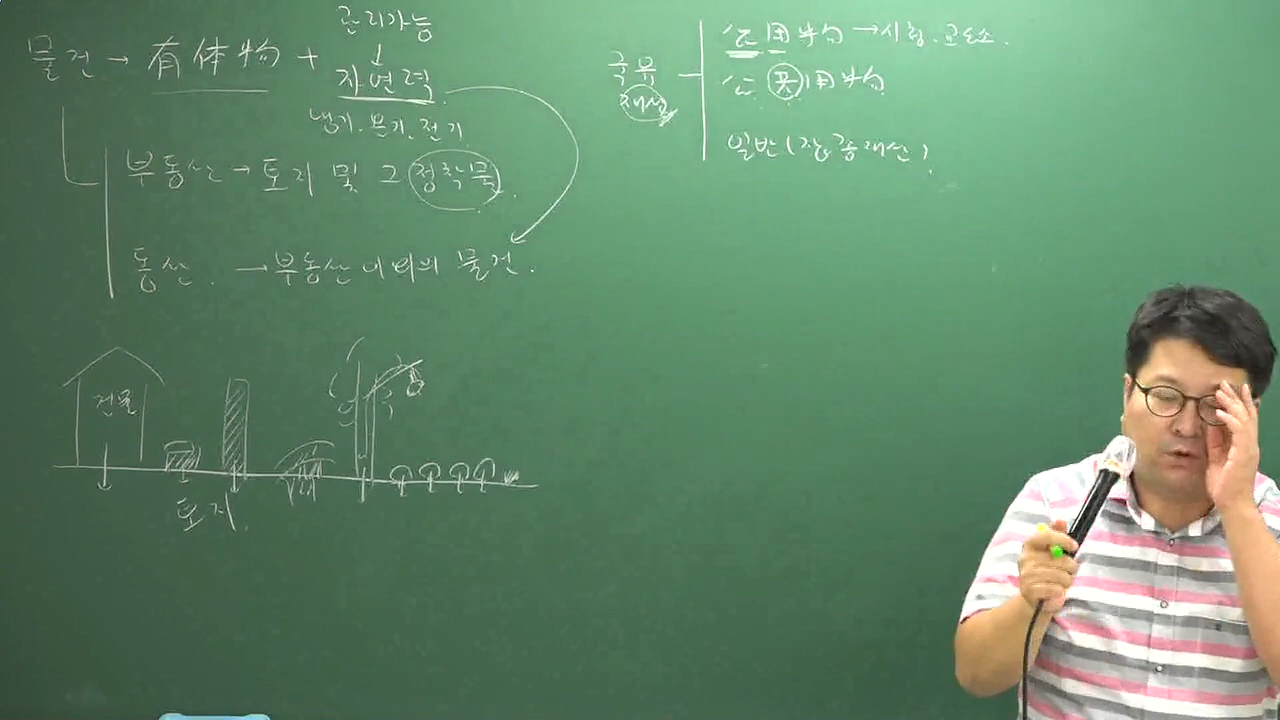 관리가능
↓
물건 → 有体物 + 자연력
냉기. 온기. 전기
부동산 → 토지 및 그 정착물.
동산. → 부동산 이외의 물건.
건물
토지.
국유
재산
公用物 → 시청. 교도소.
公共用物
일반(잡종재산)